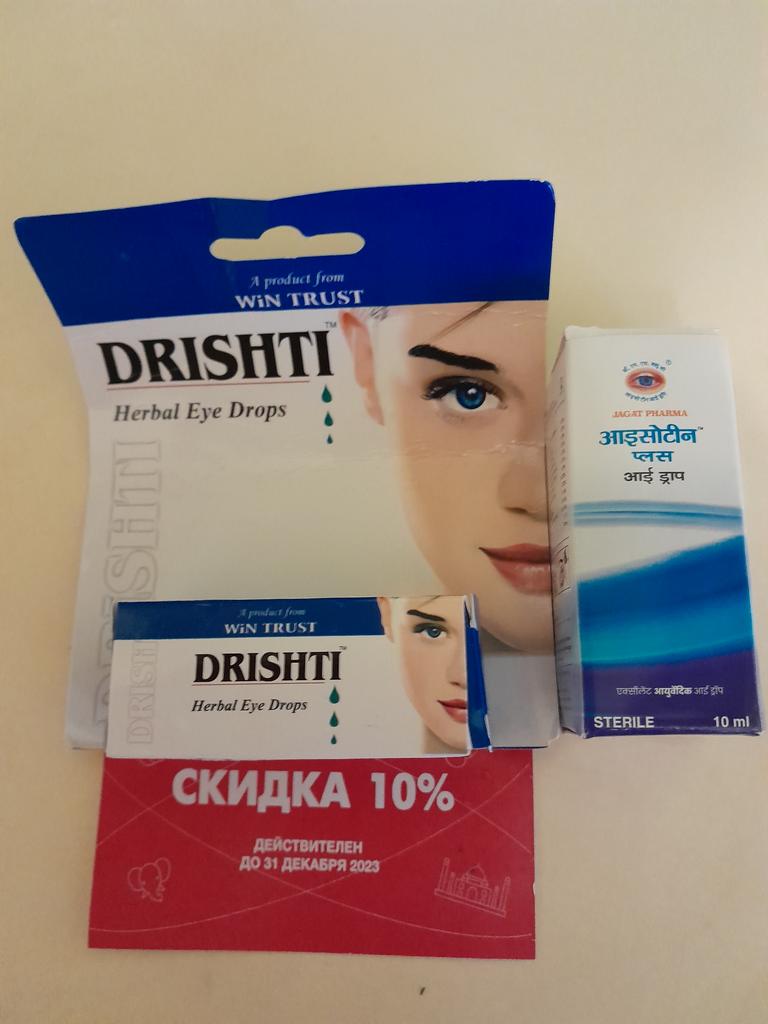 A product from
WiN TRUST
DRISHTI™
Herbal Eye Drops
DRISHTI
A product from
WiN TRUST
DRISHTI™
Herbal Eye Drops
DRISH
JAGAT PHARMA
आइसोटीन™
प्लस
आई ड्राप
एक्सीलेंट आयुर्वेदिक आई ड्रॉप
STERILE 10 ml
СКИДКА 10%
ДЕЙСТВИТЕЛЕН
ДО 31 ДЕКАБРЯ 2023